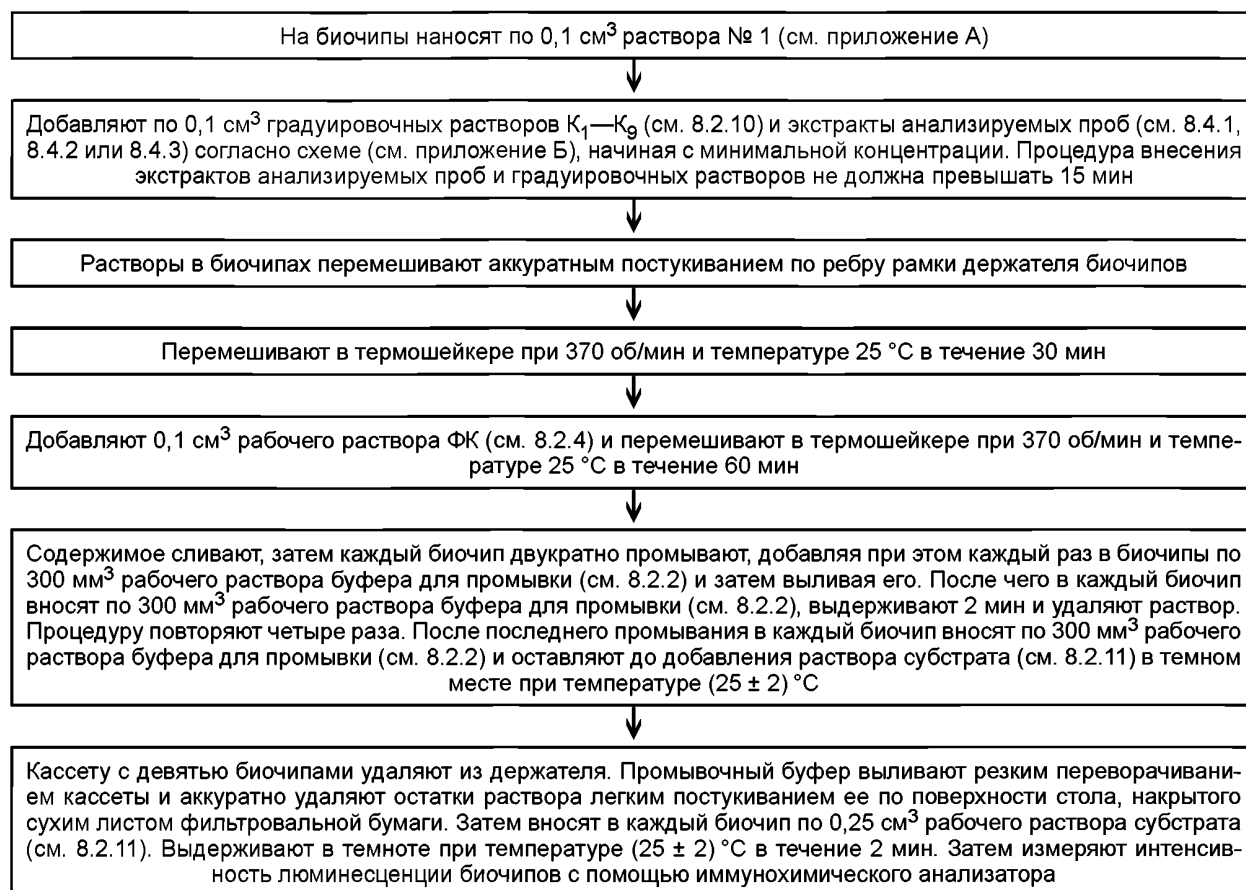 На биочипы наносят по 0,1 см³ раствора № 1 (см. приложение А)
Добавляют по 0,1 см³ градуировочных растворов К₁—К₉ (см. 8.2.10) и экстракты анализируемых проб (см. 8.4.1,
8.4.2 или 8.4.3) согласно схеме (см. приложение Б), начиная с минимальной концентрации. Процедура внесения
экстрактов анализируемых проб и градуировочных растворов не должна превышать 15 мин
Растворы в биочипах перемешивают аккуратным постукиванием по ребру рамки держателя биочипов
Перемешивают в термошейкере при 370 об/мин и температуре 25 °С в течение 30 мин
Добавляют 0,1 см³ рабочего раствора ФК (см. 8.2.4) и перемешивают в термошейкере при 370 об/мин и темпе-
ратуре 25 °С в течение 60 мин
Содержимое сливают, затем каждый биочип двукратно промывают, добавляя при этом каждый раз в биочипы по
300 мм³ рабочего раствора буфера для промывки (см. 8.2.2) и затем выливая его. После чего в каждый биочип
вносят по 300 мм³ рабочего раствора буфера для промывки (см. 8.2.2), выдерживают 2 мин и удаляют раствор.
Процедуру повторяют четыре раза. После последнего промывания в каждый биочип вносят по 300 мм³ рабочего
раствора буфера для промывки (см. 8.2.2) и оставляют до добавления раствора субстрата (см. 8.2.11) в темном
месте при температуре (25 ± 2) °С
Кассету с девятью биочипами удаляют из держателя. Промывочный буфер выливают резким переворачивани-
ем кассеты и аккуратно удаляют остатки раствора легким постукиванием ее по поверхности стола, накрытого
сухим листом фильтровальной бумаги. Затем вносят в каждый биочип по 0,25 см³ рабочего раствора субстрата
(см. 8.2.11). Выдерживают в темноте при температуре (25 ± 2) °С в течение 2 мин. Затем измеряют интенсив-
ность люминесценции биочипов с помощью иммунохимического анализатора